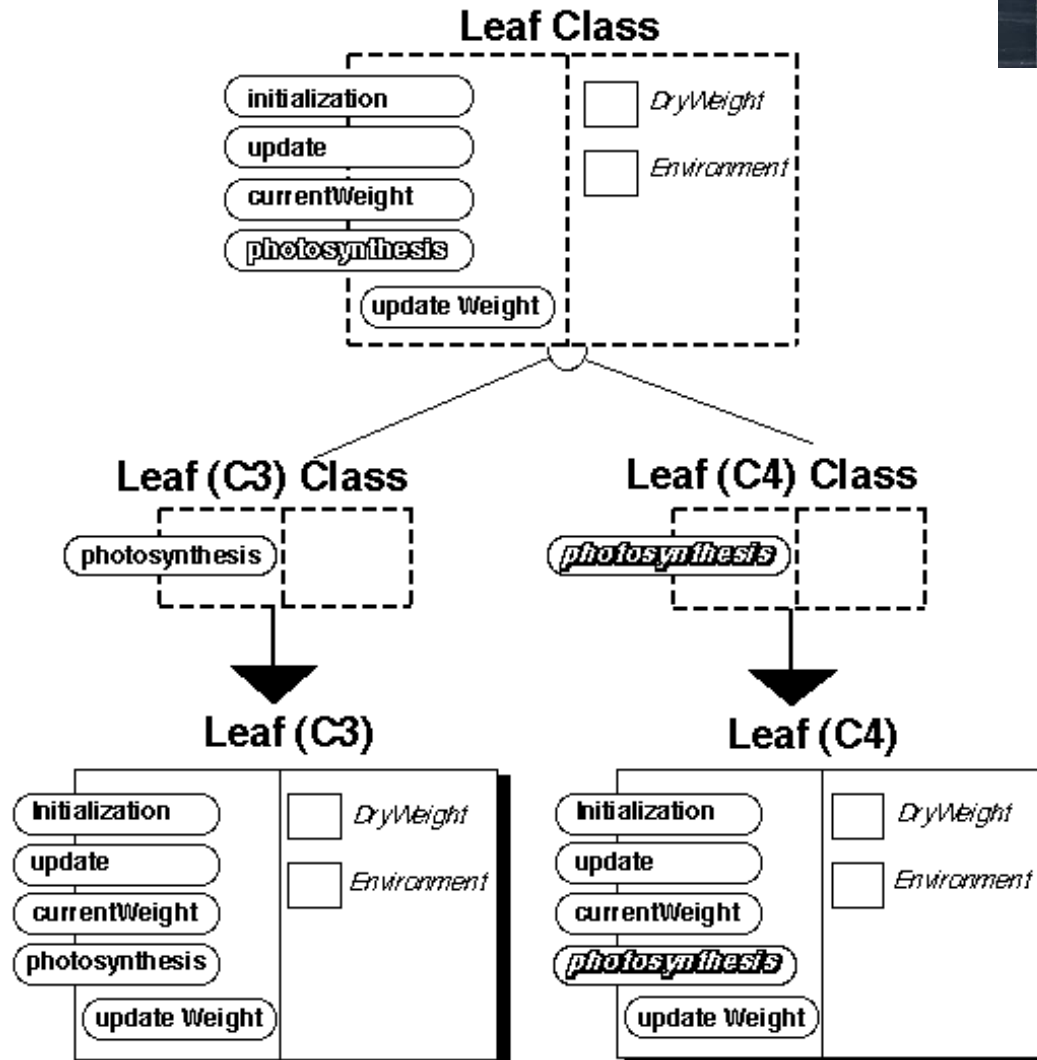 Leaf Class
initialization
update
currentWeight
photosynthesis
update Weight
DryWeight
Environment
Leaf (C3) Class
photosynthesis
Leaf (C4) Class
photosynthesis
Leaf (C3)
Initialization
update
currentWeight
photosynthesis
update Weight
DryWeight
Environment
Leaf (C4)
Initialization
update
currentWeight
photosynthesis
update Weight
DryWeight
Environment